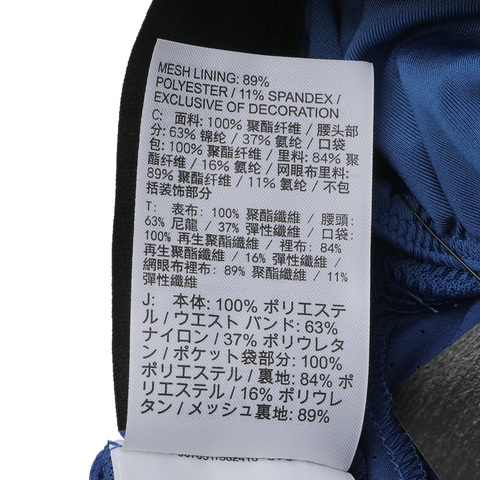 MESH LINING: 89%
POLYESTER / 11% SPANDEX /
EXCLUSIVE OF DECORATION
C: 面料: 100% 聚酯纤维 / 腰头部
分: 63% 锦纶 / 37% 氨纶 / 口袋
包: 100% 聚酯纤维 / 里料: 84% 聚
酯纤维 / 16% 氨纶 / 网眼布里料:
89% 聚酯纤维 / 11% 氨纶 / 不包
括装饰部分
T: 表布: 100% 聚酯纖維 / 腰頭:
63% 尼龍 / 37% 彈性纖維 / 口袋:
100% 再生聚酯纖維 / 裡布: 84%
再生聚酯纖維 / 16% 彈性纖維 /
網眼布裡布: 89% 聚酯纖維 / 11%
彈性纖維
J: 本体: 100% ポリエステ
ル / ウエスト バンド: 63%
ナイロン / 37% ポリウレタ
ン / ポケット袋部分: 100%
ポリエステル / 裏地: 84% ポ
リエステル / 16% ポリウレ
タン / メッシュ裏地: 89%